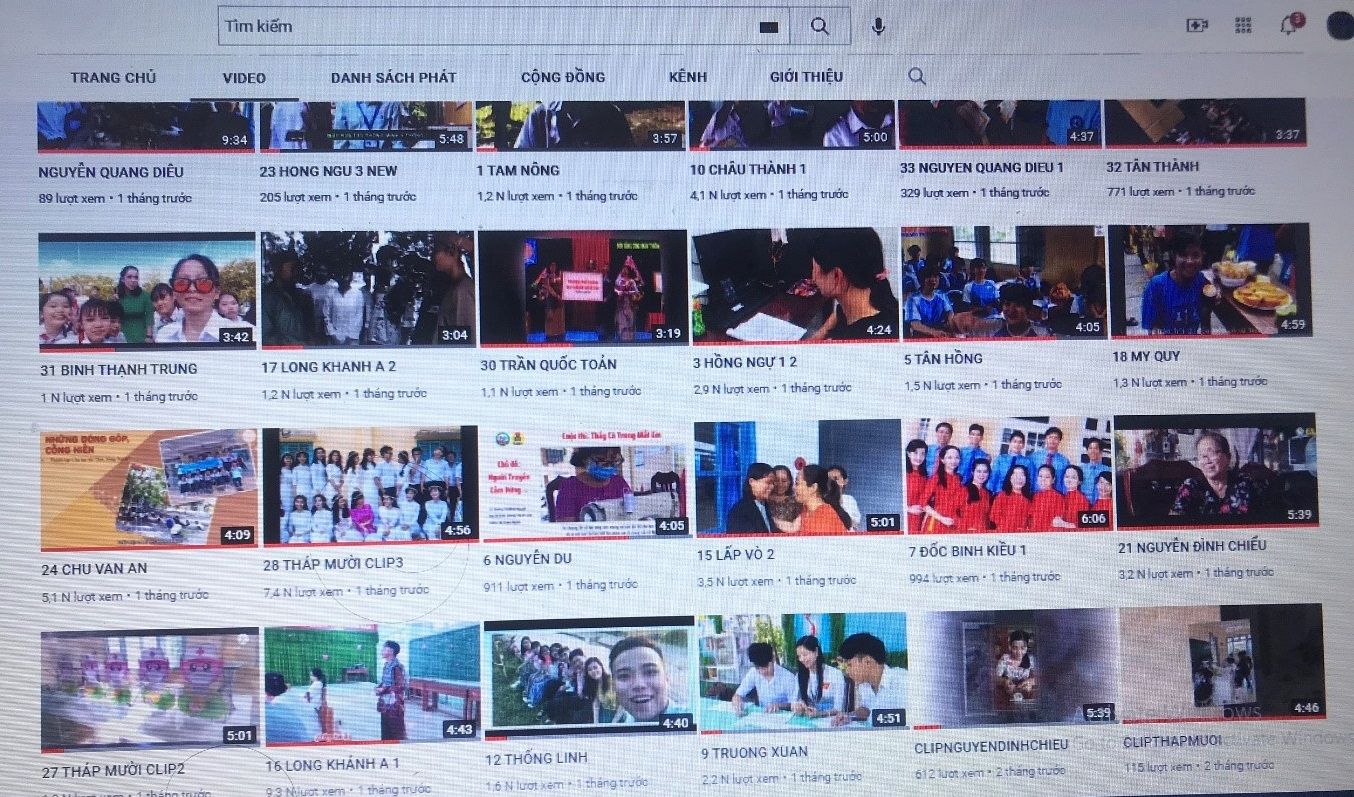 Tìm kiếm
3
TRANG CHỦ VIDEO DANH SÁCH PHÁT CỘNG ĐỒNG KÊNH GIỚI THIỆU
9:34 5:48 3:57 5:00 4:37 3:37
NGUYỄN QUANG DIÊU 23 HONG NGU 3 NEW 1 TAM NÔNG 10 CHÂU THÀNH 1 33 NGUYEN QUANG DIEU 1 32 TÂN THÀNH
89 lượt xem • 1 tháng trước 205 lượt xem • 1 tháng trước 1,2 N lượt xem • 1 tháng trước 4,1 N lượt xem • 1 tháng trước 329 lượt xem • 1 tháng trước 771 lượt xem • 1 tháng trước
3:42 3:04 3:19 4:24 4:05 4:59
31 BINH THẠNH TRUNG 17 LONG KHANH A 2 30 TRẦN QUỐC TOẢN 3 HỒNG NGỰ 1 2 5 TÂN HỒNG 18 MY QUY
1 N lượt xem • 1 tháng trước 1,2 N lượt xem • 1 tháng trước 1,1 N lượt xem • 1 tháng trước 2,9 N lượt xem • 1 tháng trước 1,5 N lượt xem • 1 tháng trước 1,3 N lượt xem • 1 tháng trước
NHỮNG ĐÓNG GÓP,
CỐNG HIẾN
Cuộc thi: Thầy Cô Trong Mắt Em
Chủ đề:
Người Truyền
Cảm Hứng
4:09 4:56 4:05 5:01 6:06 5:39
24 CHU VAN AN 28 THÁP MƯỜI CLIP3 6 NGUYỄN DU 15 LẤP VÒ 2 7 ĐỐC BINH KIỀU 1 21 NGUYỄN ĐÌNH CHIỂU
5,1 N lượt xem • 1 tháng trước 7,4 N lượt xem • 1 tháng trước 911 lượt xem • 1 tháng trước 3,5 N lượt xem • 1 tháng trước 994 lượt xem • 1 tháng trước 3,2 N lượt xem • 1 tháng trước
5:01 4:43 4:40 4:51 5:39 4:46
27 THÁP MƯỜI CLIP2 16 LONG KHÁNH A 1 12 THỐNG LINH 9 TRUONG XUAN CLIPNGUYENDINHCHIEU CLIPTHAPMUOI
lượt xem • 1 tháng trước 9,3 N lượt xem • 1 tháng trước 1,6 N lượt xem • 1 tháng trước 2,2 N lượt xem • 1 tháng trước 612 lượt xem • 2 tháng trước 115 lượt xem • 2 tháng trước